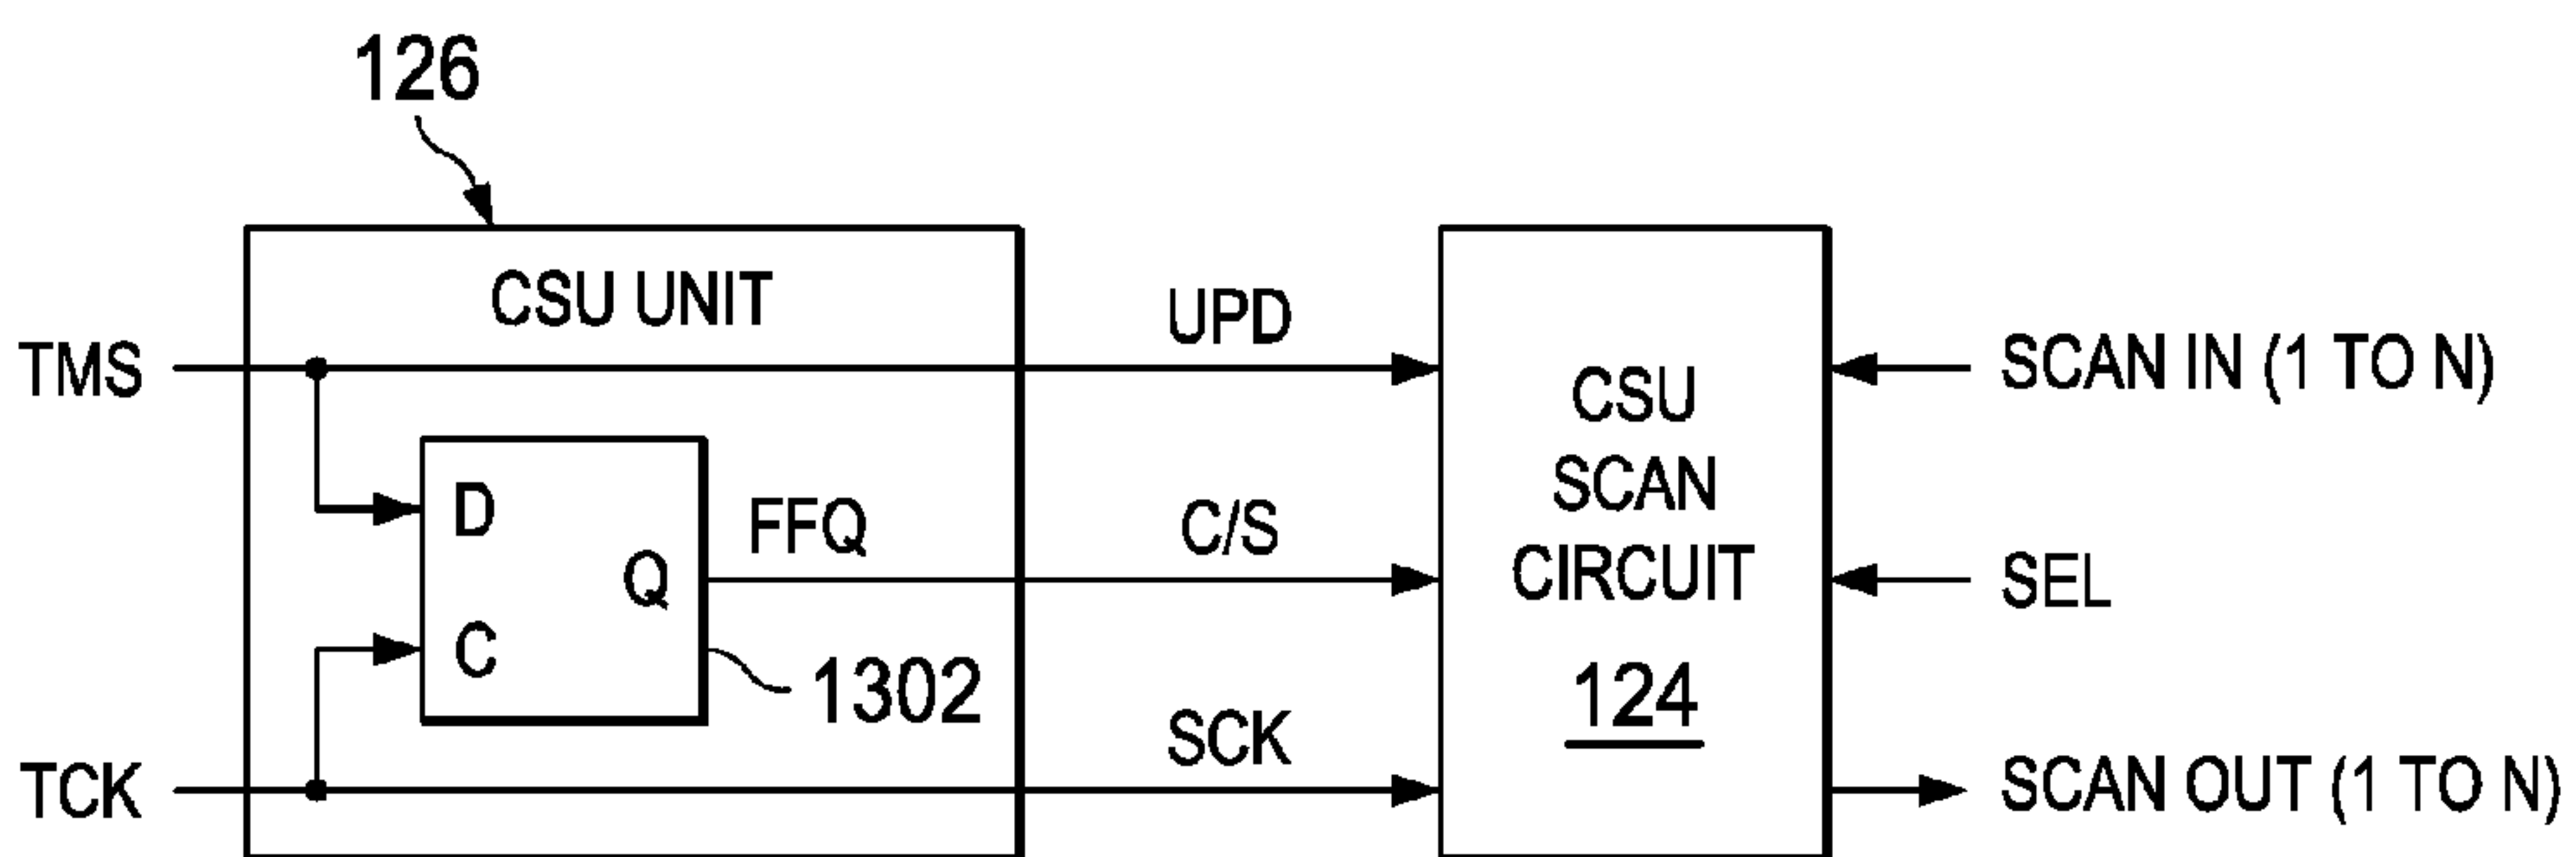 126
CSU UNIT
TMS
D
C
Q
FFQ
1302
TCK
UPD
C/S
SCK
CSU
SCAN
CIRCUIT
124
SCAN IN (1 TO N)
SEL
SCAN OUT (1 TO N)